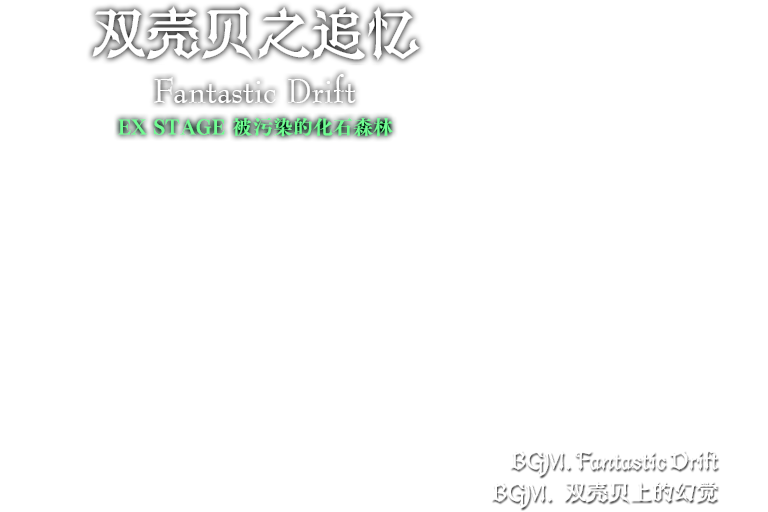 双壳贝之追忆
Fantastic Drift
EX STAGE 被污染的化石森林
BGM. Fantastic Drift
BGM. 双壳贝上的幻觉